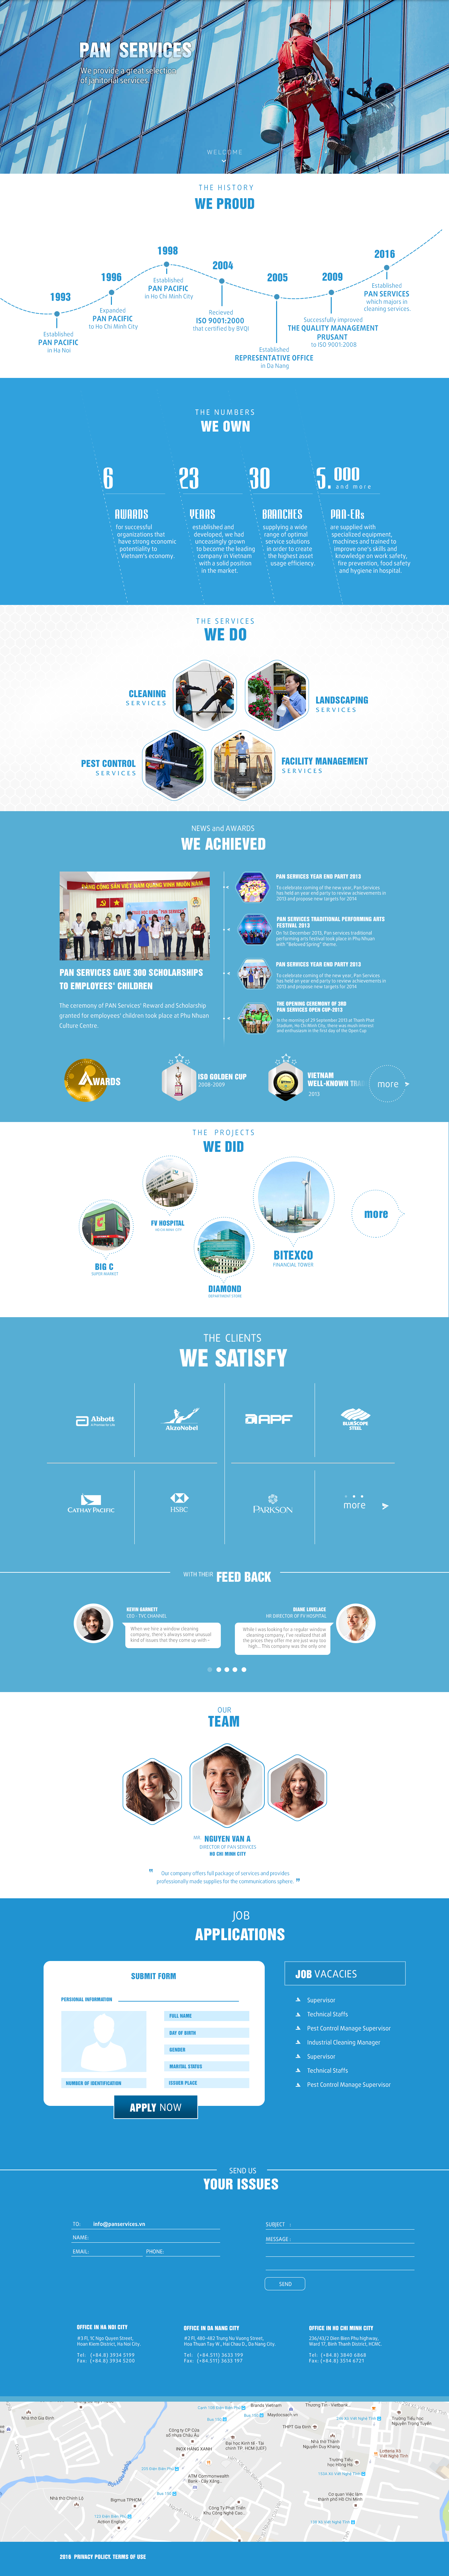 PAN SERVICES
We provide a great selection
of janitorial services.
WELCOME
THE HISTORY
WE PROUD
1993
Established
PAN PACIFIC
in Ha Noi
1996
Expanded
PAN PACIFIC
to Ho Chi Minh City
1998
Established
PAN PACIFIC
in Ho Chi Minh City
2004
Recieved
ISO 9001:2000
that certified by BVQI
2005
Established
REPRESENTATIVE OFFICE
in Da Nang
2009
Successfully improved
THE QUALITY MANAGEMENT
PRUSANT
to ISO 9001:2008
2016
Established
PAN SERVICES
which majors in
cleaning services.
THE NUMBERS
WE OWN
6
AWARDS
for successful
organizations that
have strong economic
potentiality to
Vietnam's economy.
23
YEARS
established and
developed, we had
unceasingly grown
to become the leading
company in Vietnam
with a solid position
in the market.
30
BRANCHES
supplying a wide
range of optimal
service solutions
in order to create
the highest asset
usage efficiency.
5.000
and more
PAN-ERs
are supplied with
specialized equipment,
machines and trained to
improve one's skills and
knowledge on work safety,
fire prevention, food safety
and hygiene in hospital.
THE SERVICES
WE DO
CLEANING
SERVICES
LANDSCAPING
SERVICES
PEST CONTROL
SERVICES
FACILITY MANAGEMENT
SERVICES
NEWS and AWARDS
WE ACHIEVED
PAN SERVICES GAVE 300 SCHOLARSHIPS
TO EMPLOYEES' CHILDREN
The ceremony of PAN Services' Reward and Scholarship
granted for employees' children took place at Phu Nhuan
Culture Centre.
PAN SERVICES YEAR END PARTY 2013
To celebrate coming of the new year, Pan Services
has held on year end party to review achievements in
2013 and propose new targets for 2014
PAN SERVICES TRADITIONAL PERFORMING ARTS
FESTIVAL 2013
On 1st December 2013, Pan services traditional
performing arts festival took place in Phu Nhuan
with "Beloved Spring" theme.
PAN SERVICES YEAR END PARTY 2013
To celebrate coming of the new year, Pan Services
has held on year end party to review achievements in
2013 and propose new targets for 2014
THE OPENING CEREMONY OF 3RD
PAN SERVICES OPEN CUP-2013
In the morning of 29 September 2013 at Thanh Phat
Stadium, Ho Chi Minh City, there was much interest
and enthusiasm in the first day of the Open Cup
AWARDS
ISO GOLDEN CUP
2008-2009
VIETNAM
WELL-KNOWN
2013
more
THE PROJECTS
WE DID
BIG C
SUPER MARKET
FV HOSPITAL
HO CHI MINH CITY
DIAMOND
DEPARTMENT STORE
BITEXCO
FINANCIAL TOWER
more
THE CLIENTS
WE SATISFY
Abbott
A Promise for Life
AkzoNobel
APF
BLUESCOPE
STEEL
CATHAY PACIFIC
HSBC
PARKSON
more
WITH THEIR FEED BACK
KEVIN GARNETT
CEO - TVC CHANNEL
When we hire a window cleaning
company, there's always some unusual
kind of issues that they come up with
DIANE LOVELACE
HR DIRECTOR OF FV HOSPITAL
While I was looking for a regular window
cleaning company, I've realised that all
the prices they offer me are just way too
high... This company was the only one
OUR
TEAM
MR. NGUYEN VAN A
DIRECTOR OF PAN SERVICES
HO CHI MINH CITY
" Our company offers full package of services and provides
professionally made supplies for the communications sphere. "
JOB
APPLICATIONS
SUBMIT FORM
PERSONAL INFORMATION
FULL NAME
DAY OF BIRTH
GENDER
MARITAL STATUS
NUMBER OF IDENTIFICATION
ISSUER PLACE
APPLY NOW
JOB VACACIES
Supervisor
Technical Staffs
Pest Control Manage Supervisor
Industrial Cleaning Manager
Supervisor
Technical Staffs
Pest Control Manage Supervisor
SEND US
YOUR ISSUES
TO: info@panservices.vn
NAME:
EMAIL: PHONE:
SUBJECT :
MESSAGE :
SEND
OFFICE IN HA NOI CITY
#3 Fl, 1C Ngo Quyen Street,
Hoan Kiem District, Ha Noi City.
Tel: (+84.8) 3934 5199
Fax: (+84.8) 3934 5200
OFFICE IN DA NANG CITY
#2 Fl, 480-482 Trung Nu Vuong Street,
Hoa Thuan Tay W., Hai Chau D., Da Nang City.
Tel: (+84.511) 3633 199
Fax: (+84.511) 3633 197
OFFICE IN HO CHI MINH CITY
236/43/2 Dien Bien Phu highway,
Ward 17, Binh Thanh District, HCMC.
Tel: (+84.8) 3840 6868
Fax: (+84.8) 3514 6721
2016 PRIVACY POLICY. TERMS OF USE